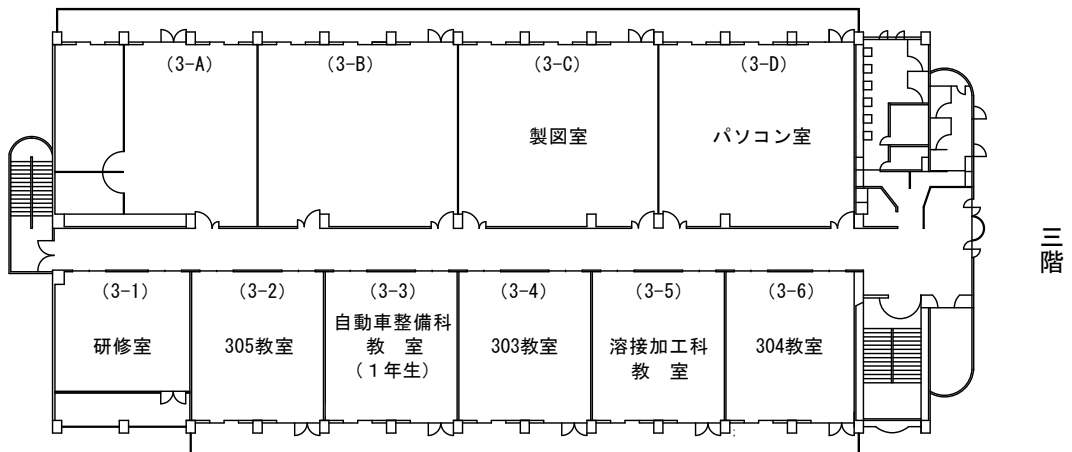 (3-A)
(3-B)
(3-C)
(3-D)
製図室
パソコン室
三階
(3-1)
(3-2)
(3-3)
(3-4)
(3-5)
(3-6)
研修室
305教室
自動車整備科
教 室
(1年生)
303教室
溶接加工科
教 室
304教室